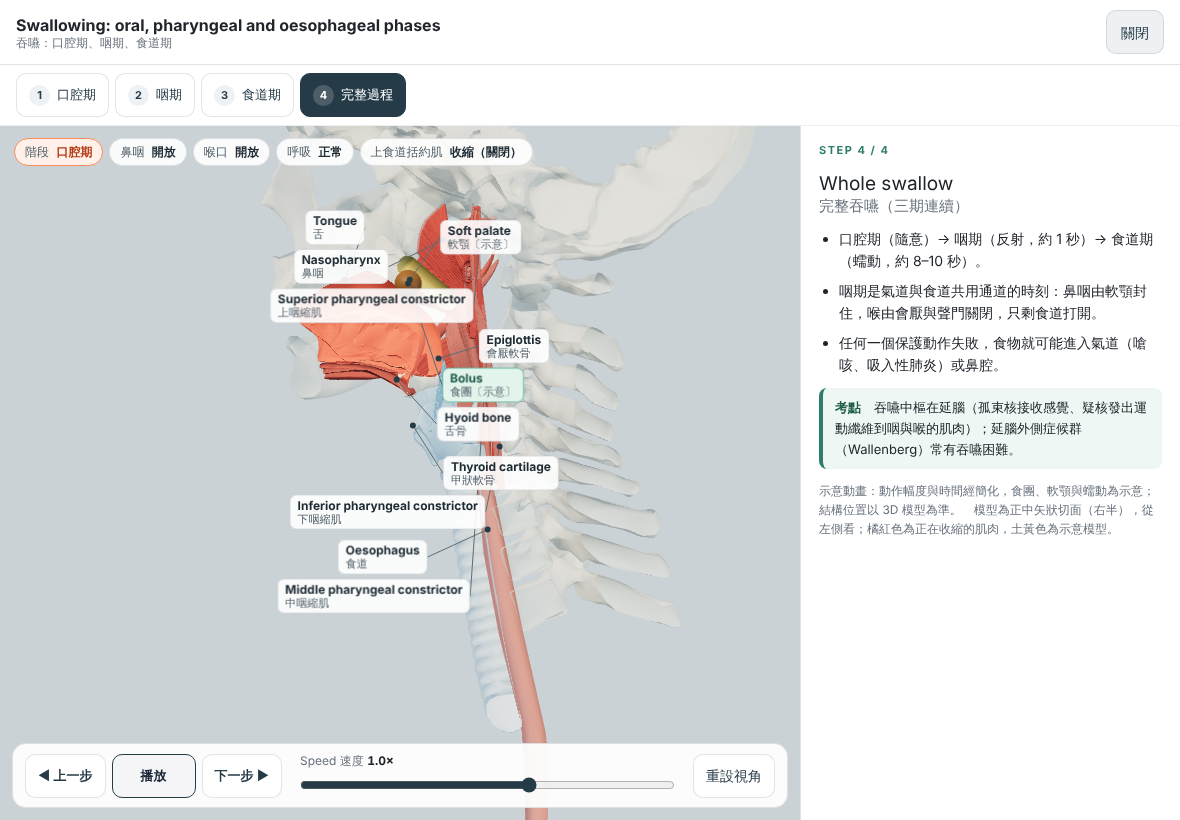 Swallowing: oral, pharyngeal and oesophageal phases
吞嚥：口腔期、咽期、食道期
關閉
1 口腔期
2 咽期
3 食道期
4 完整過程
階段 口腔期
鼻咽 開放
喉口 開放
呼吸 正常
上食道括約肌 收縮（關閉）
Tongue
舌
Soft palate
軟顎〔示意〕
Nasopharynx
鼻咽
Superior pharyngeal constrictor
上咽縮肌
Epiglottis
會厭軟骨
Bolus
食團〔示意〕
Hyoid bone
舌骨
Thyroid cartilage
甲狀軟骨
Inferior pharyngeal constrictor
下咽縮肌
Oesophagus
食道
Middle pharyngeal constrictor
中咽縮肌
◀ 上一步
播放
下一步 ▶
Speed 速度 1.0×
重設視角
STEP 4 / 4
Whole swallow
完整吞嚥（三期連續）
• 口腔期（隨意）→ 咽期（反射，約 1 秒）→ 食道期
（蠕動，約 8–10 秒）。
• 咽期是氣道與食道共用通道的時刻：鼻咽由軟顎封
住，喉由會厭與聲門關閉，只剩食道打開。
• 任何一個保護動作失敗，食物就可能進入氣道（嗆
咳、吸入性肺炎）或鼻腔。
考點 吞嚥中樞在延腦（孤束核接收感覺、疑核發出運
動纖維到咽與喉的肌肉）；延腦外側症候群
（Wallenberg）常有吞嚥困難。
示意動畫：動作幅度與時間經簡化，食團、軟顎與蠕動為示意；
結構位置以 3D 模型為準。 模型為正中矢狀切面（右半），從
左側看；橘紅色為正在收縮的肌肉，土黃色為示意模型。